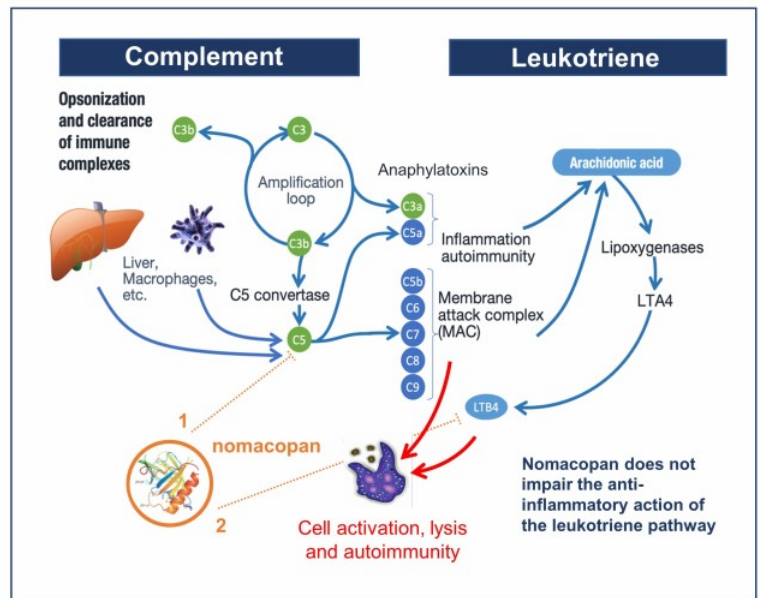 Complement
Leukotriene
Opsonization
and clearance
of immune
complexes
C3b
C3
Amplification
loop
C3b
C5 convertase
C5
Liver,
Macrophages,
etc.
Anaphylatoxins
C3a
C5a
Inflammation
autoimmunity
C5b
C6
C7
C8
C9
Membrane
attack complex
(MAC)
Arachidonic acid
Lipoxygenases
LTA4
LTB4
1
nomacopan
2
Cell activation, lysis
and autoimmunity
Nomacopan does not
impair the anti-
inflammatory action of
the leukotriene pathway